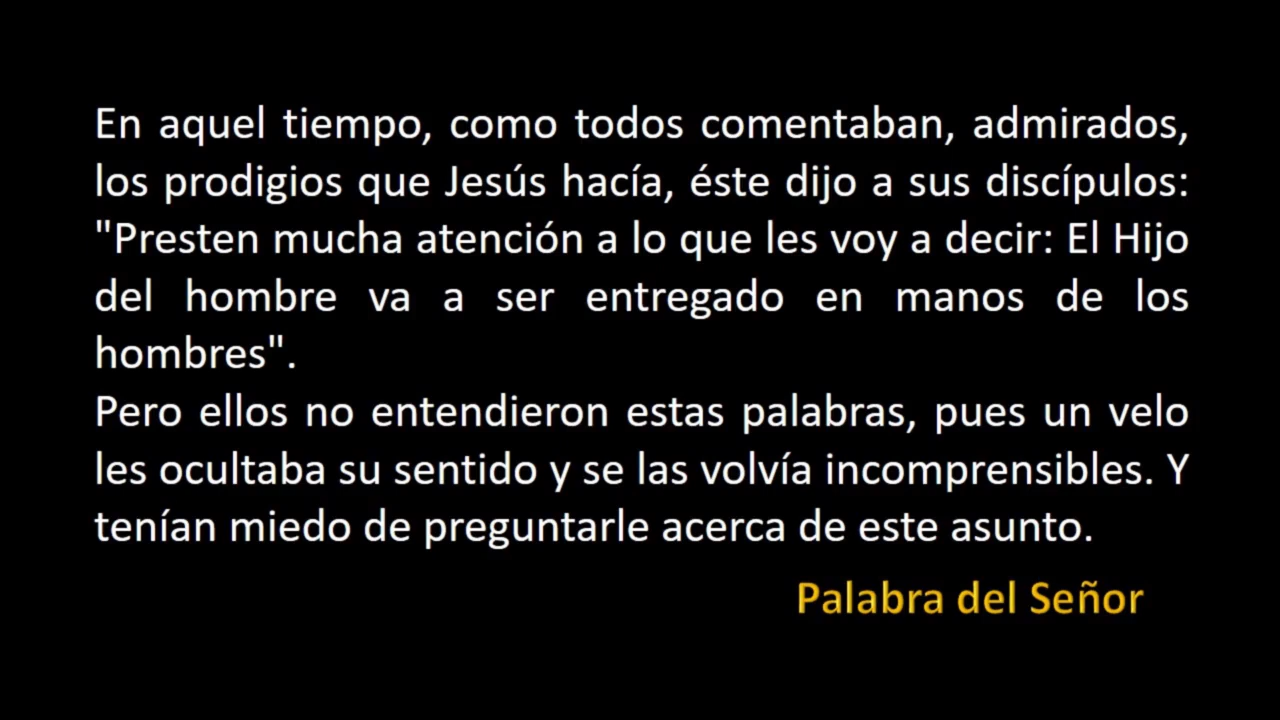 En aquel tiempo, como todos comentaban, admirados,
los prodigios que Jesús hacía, éste dijo a sus discípulos:
"Presten mucha atención a lo que les voy a decir: El Hijo
del hombre va a ser entregado en manos de los
hombres".
Pero ellos no entendieron estas palabras, pues un velo
les ocultaba su sentido y se las volvía incomprensibles. Y
tenían miedo de preguntarle acerca de este asunto.
Palabra del Señor